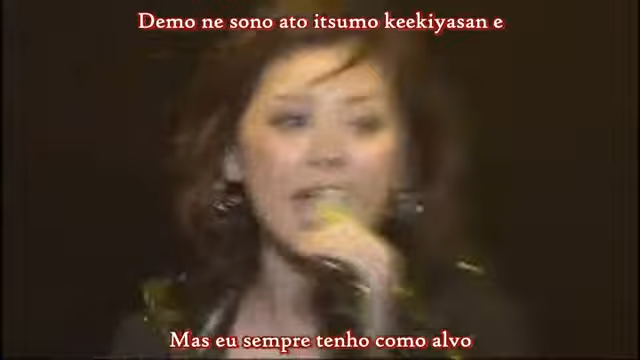 Demo ne sono ato itsumo keekiyasan e
Mas eu sempre tenho como alvo